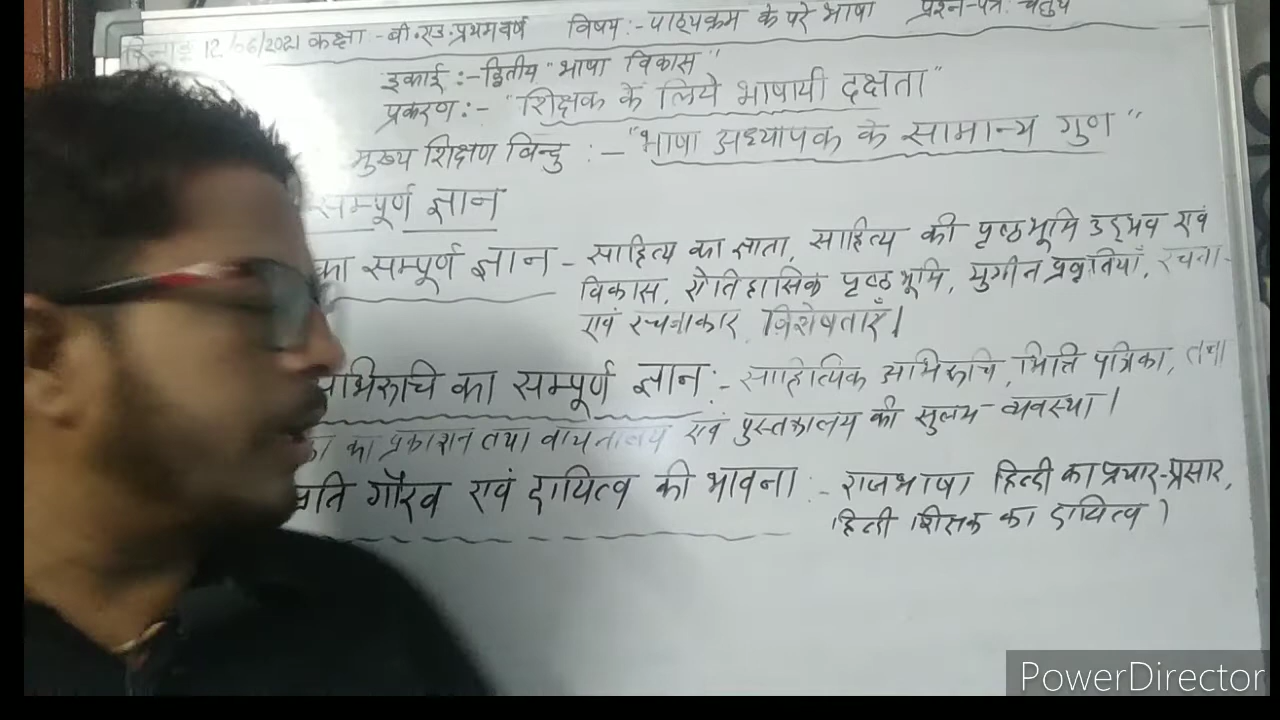 दिनांक 12/06/2021 कक्षा - बी.एड. प्रथम वर्ष विषय :- पाठ्यक्रम के परे भाषा प्रश्न-पत्र: चतुर्थ
इकाई :- द्वितीय "भाषा विकास"
प्रकरण :- "शिक्षक के लिये भाषायी दक्षता"
मुख्य शिक्षण बिन्दु :- "भाषा अध्यापक के सामान्य गुण"
सम्पूर्ण ज्ञान
का सम्पूर्ण ज्ञान - साहित्य का ज्ञाता, साहित्य की पृष्ठभूमि उद्भव एवं
विकास, ऐतिहासिक पृष्ठभूमि, युगीन प्रवृतियाँ, रचना-
एवं रचनाकार, विशेषताएँ।
अभिरूचि का सम्पूर्ण ज्ञान :- साहित्यिक अभिरूचि, भित्ति पत्रिका, तथा
का प्रकाशन तथा वाचनालय एवं पुस्तकालय की सुलभ-व्यवस्था।
प्रति गौरव एवं दायित्व की भावना :- राजभाषा हिन्दी का प्रचार-प्रसार,
हिन्दी शिक्षक का दायित्व।
PowerDirector